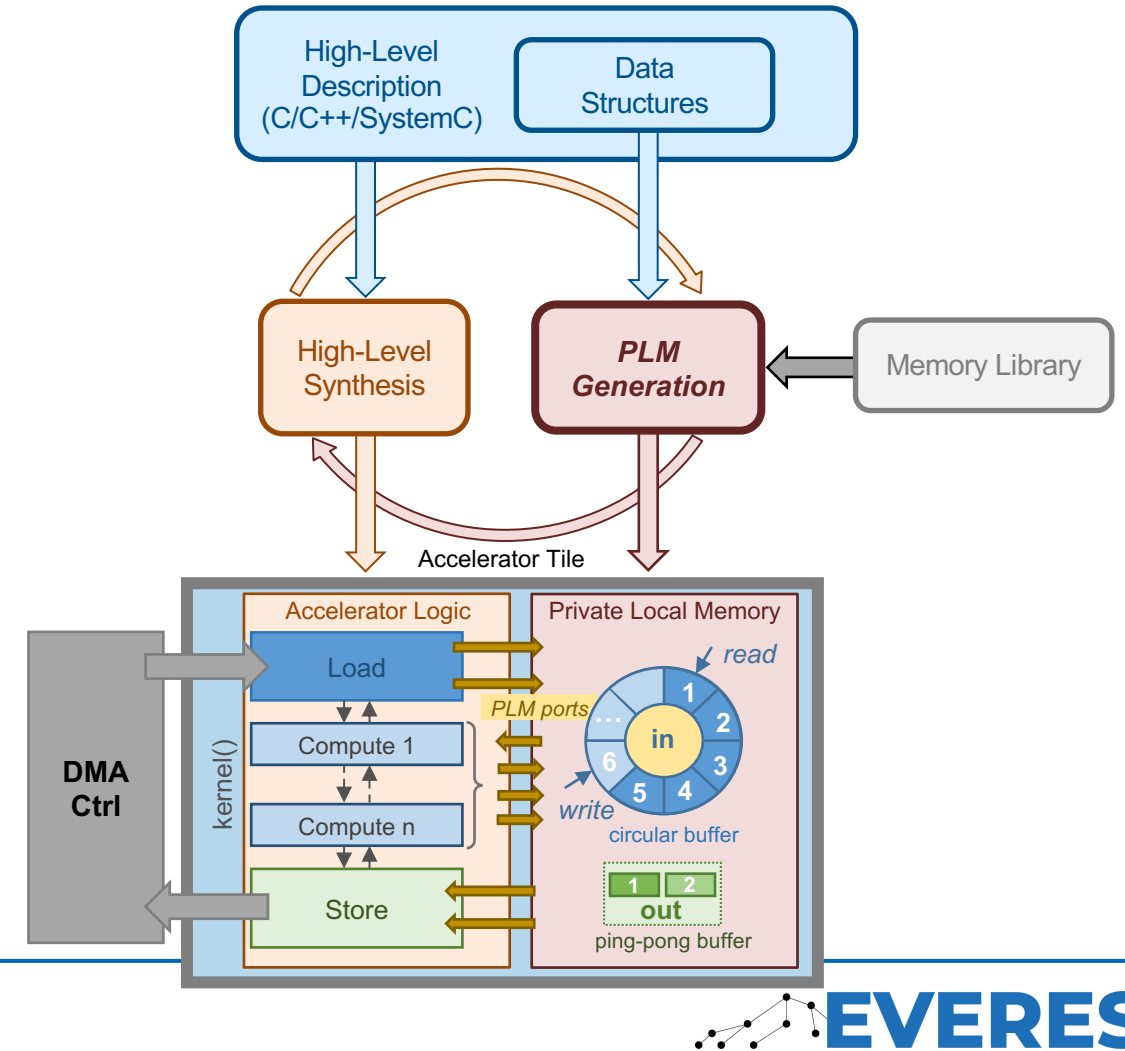 High-Level
Description
(C/C++/SystemC)
Data
Structures
High-Level
Synthesis
PLM
Generation
Memory Library
Accelerator Tile
Accelerator Logic
Private Local Memory
DMA
Ctrl
kernel()
Load
Compute 1
Compute n
Store
PLM ports
read
write
in
1
2
3
4
5
6
...
circular buffer
1
2
out
ping-pong buffer
EVERES